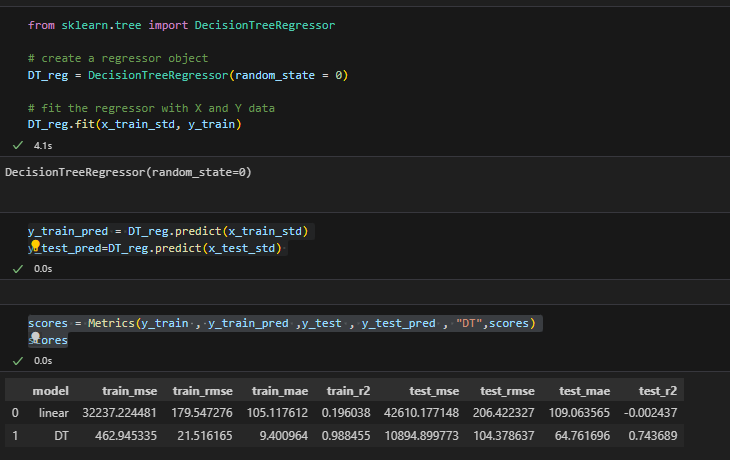 from sklearn.tree import DecisionTreeRegressor
# create a regressor object
DT_reg = DecisionTreeRegressor(random_state = 0)
# fit the regressor with X and Y data
DT_reg.fit(x_train_std, y_train)
4.1s
DecisionTreeRegressor(random_state=0)
y_train_pred = DT_reg.predict(x_train_std)
y_test_pred=DT_reg.predict(x_test_std)
0.0s
scores = Metrics(y_train , y_train_pred ,y_test , y_test_pred , "DT",scores)
scores
0.0s
model train_mse train_rmse train_mae train_r2 test_mse test_rmse test_mae test_r2
0 linear 32237.224481 179.547276 105.117612 0.196038 42610.177148 206.422327 109.063565 -0.002437
1 DT 462.945335 21.516165 9.400964 0.988455 10894.899773 104.378637 64.761696 0.743689